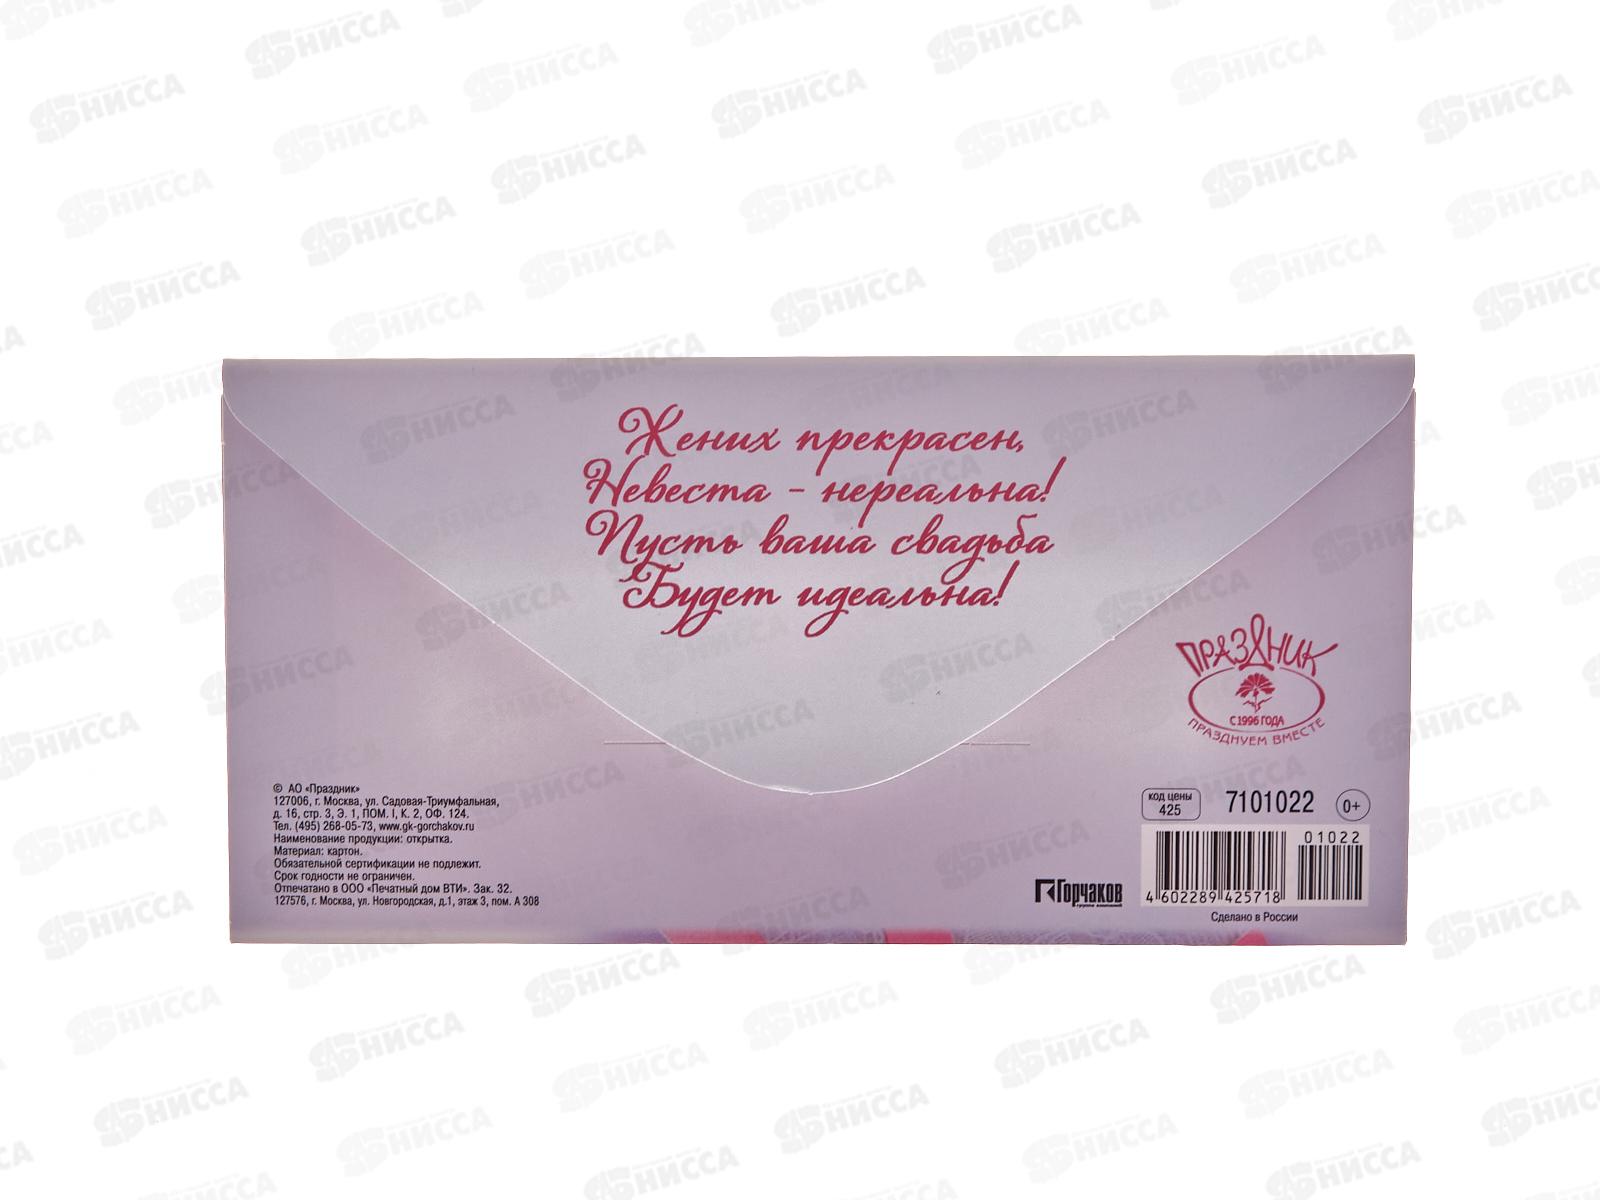 Жених прекрасен,
Невеста - нереальна!
Пусть ваша свадьба
Будет идеальна!
ПРАЗДНИК
С 1996 ГОДА
ПРАЗДНУЕМ ВМЕСТЕ
© АО «Праздник»
127006, г. Москва, ул. Садовая-Триумфальная,
д. 16, стр. 3, Э. 1, ПОМ. I, К. 2, ОФ. 124.
Тел. (495) 268-05-73, www.gk-gorchakov.ru
Наименование продукции: открытка.
Материал: картон.
Обязательной сертификации не подлежит.
Срок годности не ограничен.
Отпечатано в ООО «Печатный дом ВТИ». Зак. 32.
127576, г. Москва, ул. Новгородская, д.1, этаж 3, пом. А 308
Горчаков
группа компаний
код цены
425
7101022
0+
01022
4 602289 425718
Сделано в России
НИССА